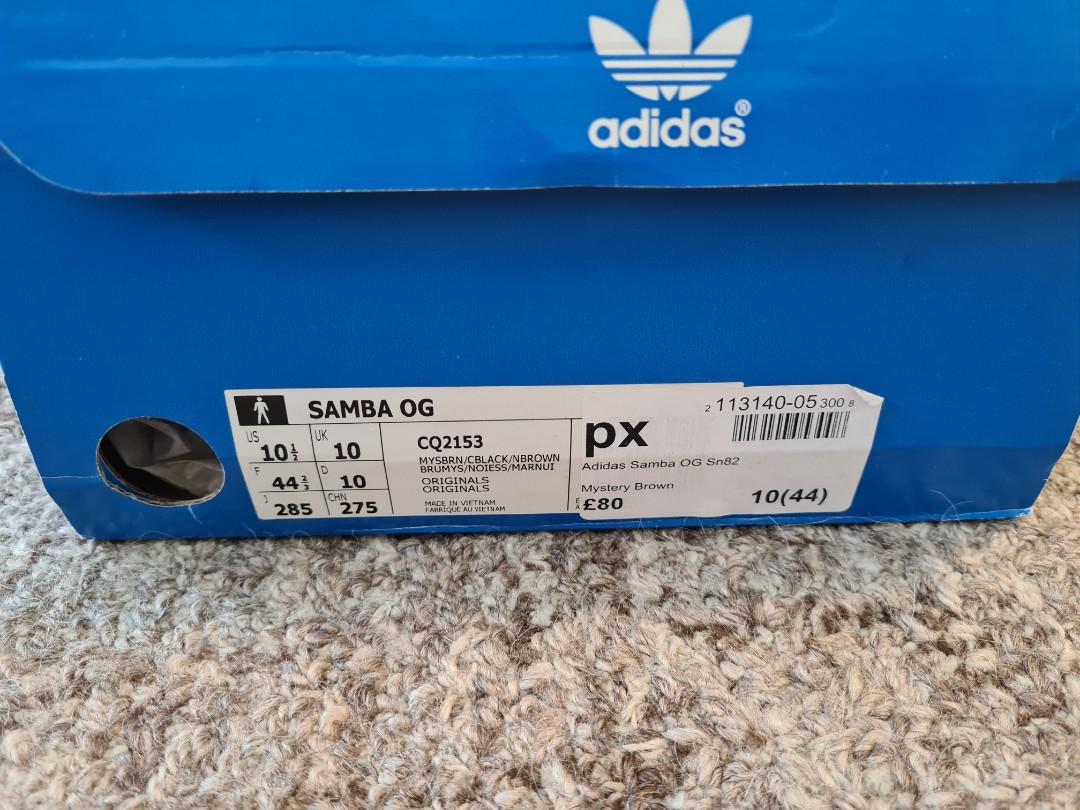 adidas®
SAMBA OG
US 10½ UK 10
F 44⅔ D 10
J 285 CHN 275
CQ2153
MYSBRN/CBLACK/NBROWN
BRUMYS/NOIESS/MARNUI
ORIGINALS
ORIGINALS
MADE IN VIETNAM
FABRIQUÉ AU VIETNAM
2 113140-05 300 8
px
Adidas Samba OG Sn82
Mystery Brown
£80
10(44)